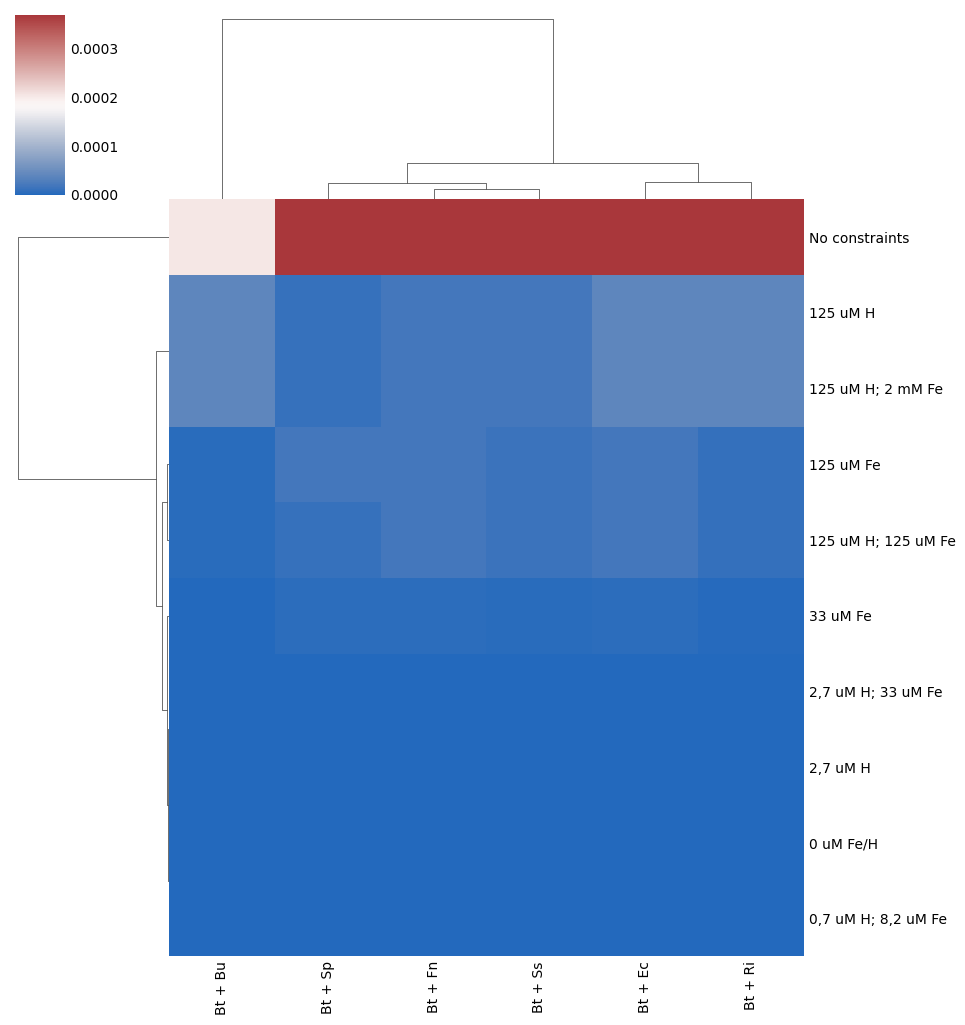 0.0003
0.0002
0.0001
0.0000
No constraints
125 uM H
125 uM H; 2 mM Fe
125 uM Fe
125 uM H; 125 uM Fe
33 uM Fe
2,7 uM H; 33 uM Fe
2,7 uM H
0 uM Fe/H
0,7 uM H; 8,2 uM Fe
Bt + Bu
Bt + Sp
Bt + Fn
Bt + Ss
Bt + Ec
Bt + Ri